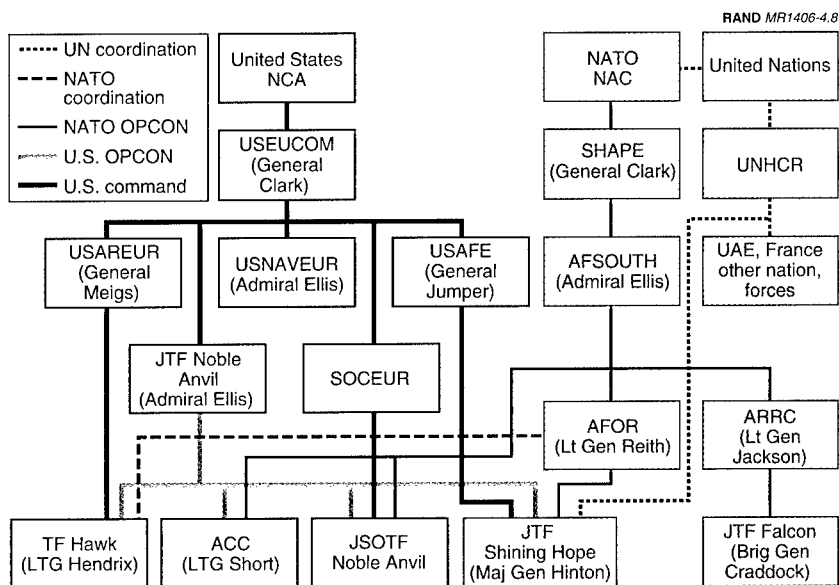 RAND MR1406-4.8
UN coordination
NATO
coordination
NATO OPCON
U.S. OPCON
U.S. command
United States
NCA
NATO
NAC
United Nations
USEUCOM
(General
Clark)
SHAPE
(General Clark)
UNHCR
USAREUR
(General
Meigs)
USNAVEUR
(Admiral Ellis)
USAFE
(General
Jumper)
AFSOUTH
(Admiral Ellis)
UAE, France
other nation,
forces
JTF Noble
Anvil
(Admiral Ellis)
SOCEUR
AFOR
(Lt Gen Reith)
ARRC
(Lt Gen
Jackson)
TF Hawk
(LTG Hendrix)
ACC
(LTG Short)
JSOTF
Noble Anvil
JTF
Shining Hope
(Maj Gen Hinton)
JTF Falcon
(Brig Gen
Craddock)